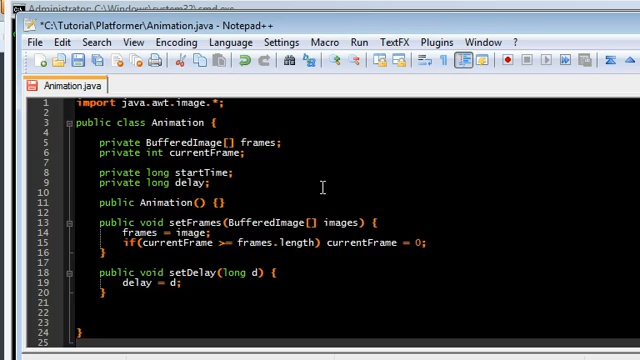 Administrator: C:\Windows\system32\cmd.exe
*C:\Tutorial\Platformer\Animation.java - Notepad++
File Edit Search View Encoding Language Settings Macro Run TextFX Plugins Window ?
Animation.java
1 import java.awt.image.*;
2
3 public class Animation {
4
5 private BufferedImage[] frames;
6 private int currentFrame;
7
8 private long startTime;
9 private long delay;
10
11 public Animation() {}
12
13 public void setFrames(BufferedImage[] images) {
14 frames = image;
15 if(currentFrame >= frames.length) currentFrame = 0;
16 }
17
18 public void setDelay(long d) {
19 delay = d;
20 }
21
22
23
24 }
25